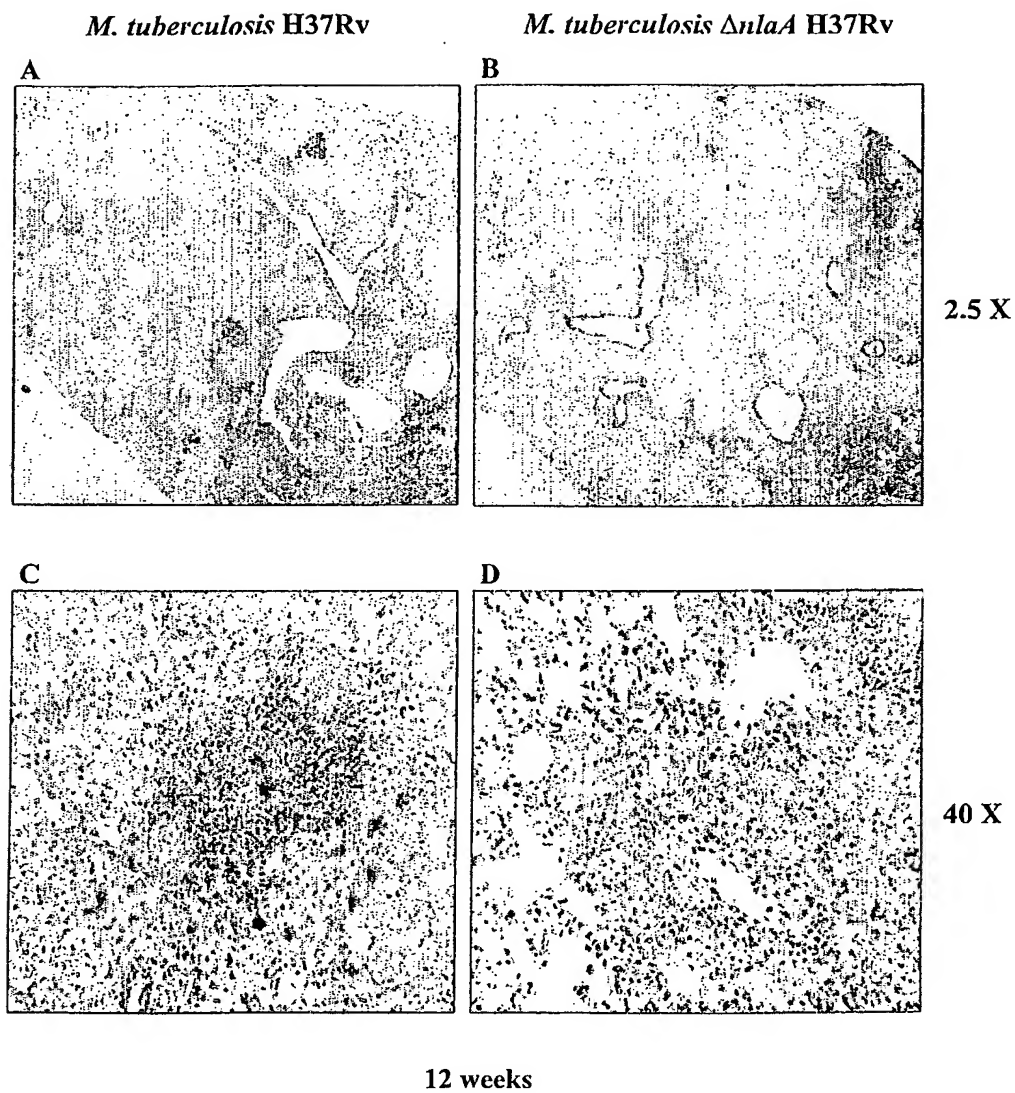 M. tuberculosis H37Rv
M. tuberculosis ΔnlaA H37Rv
A
B
2.5 X
C
D
40 X
12 weeks